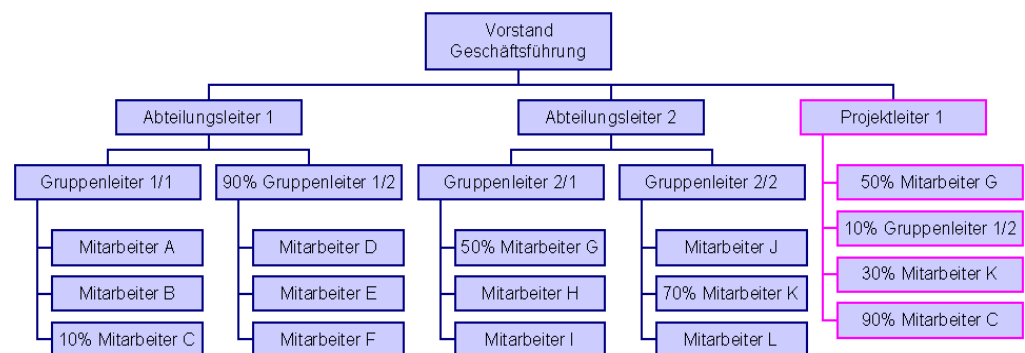 Vorstand
Geschäftsführung
Abteilungsleiter 1
Abteilungsleiter 2
Projektleiter 1
Gruppenleiter 1/1
90% Gruppenleiter 1/2
Gruppenleiter 2/1
Gruppenleiter 2/2
50% Mitarbeiter G
10% Gruppenleiter 1/2
30% Mitarbeiter K
90% Mitarbeiter C
Mitarbeiter A
Mitarbeiter B
10% Mitarbeiter C
Mitarbeiter D
Mitarbeiter E
Mitarbeiter F
50% Mitarbeiter G
Mitarbeiter H
Mitarbeiter I
Mitarbeiter J
70% Mitarbeiter K
Mitarbeiter L